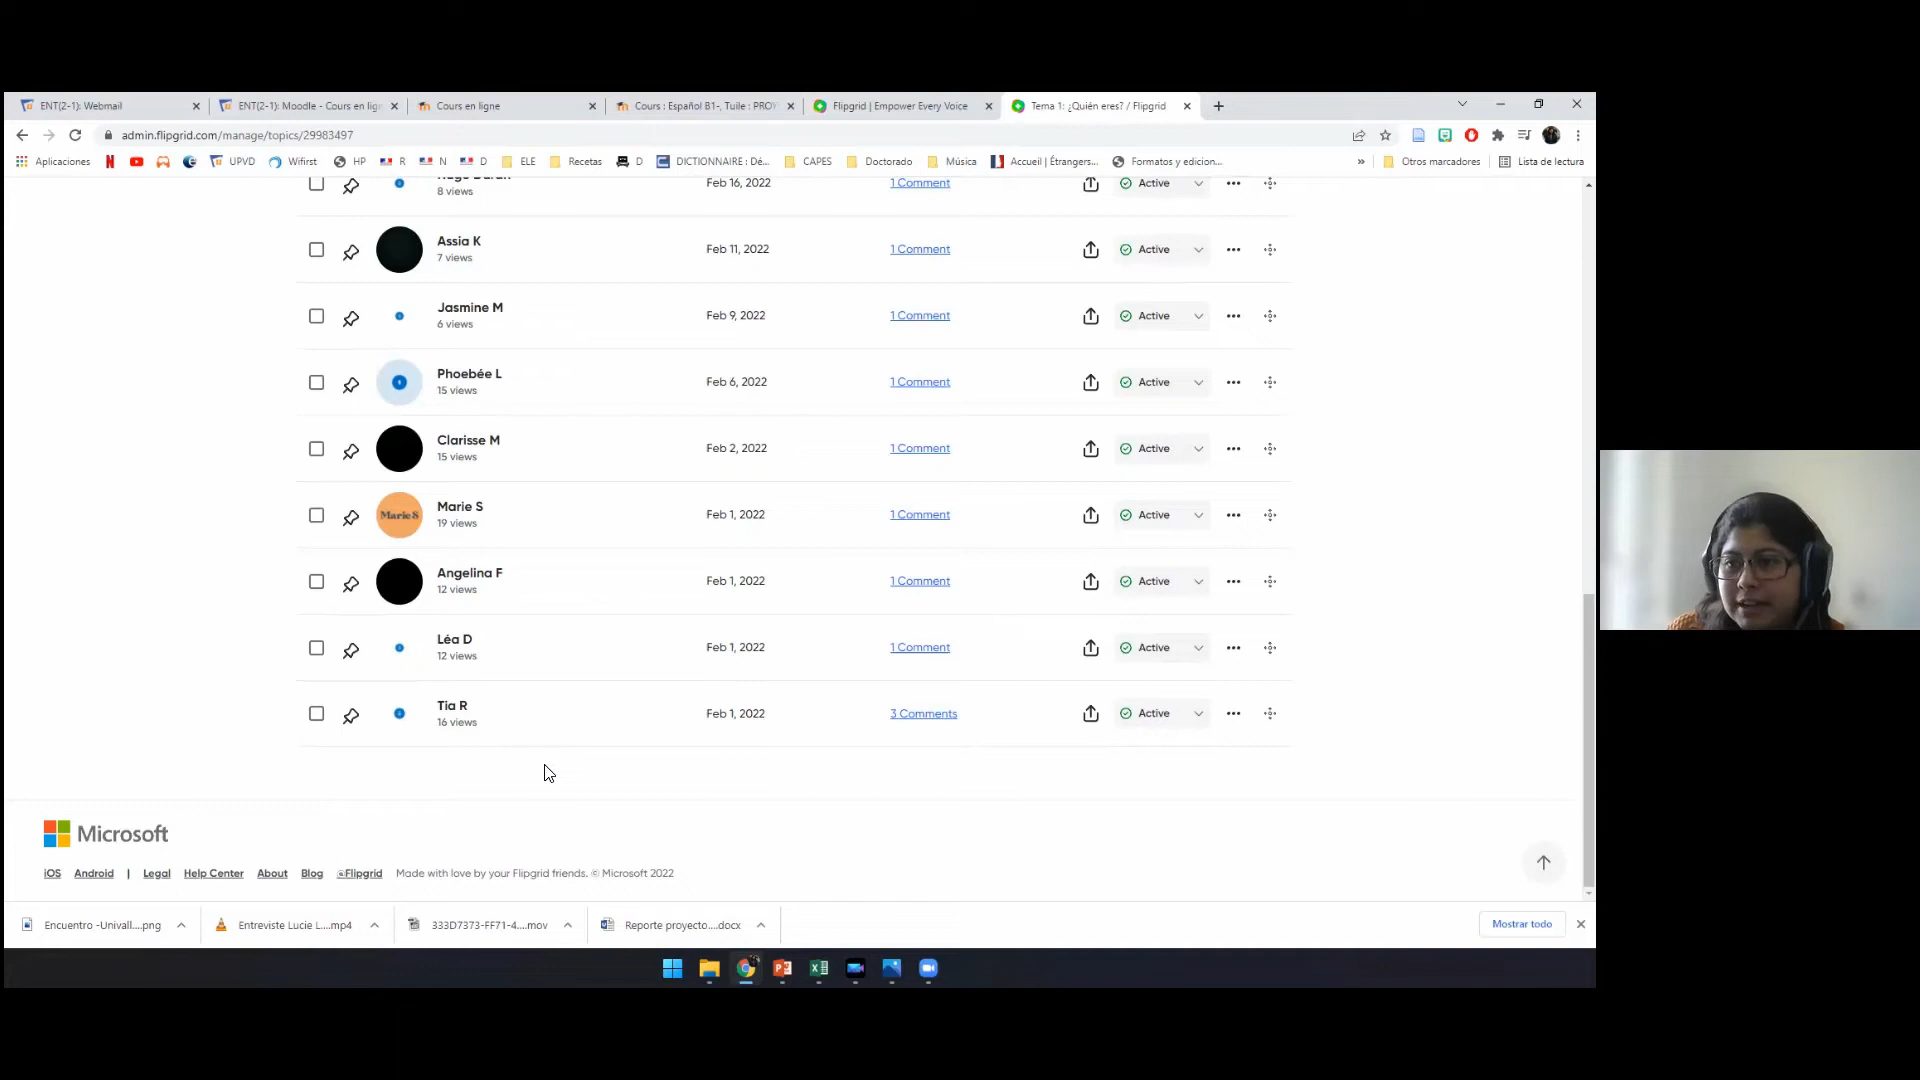 ENT(2-1): Webmail
ENT(2-1): Moodle - Cours en lign
Cours en ligne
Cours : Español B1-, Tuile : PROY
Flipgrid | Empower Every Voice
Tema 1: ¿Quién eres? / Flipgrid
admin.flipgrid.com/manage/topics/29983497
Aplicaciones
UPVD
Wifirst
HP
R
N
D
ELE
Recetas
D
DICTIONNAIRE : Dé...
CAPES
Doctorado
Música
Accueil | Étrangers...
Formatos y edicion...
»
Otros marcadores
Lista de lectura
8 views
Feb 16, 2022
1 Comment
Active
Assia K
7 views
Feb 11, 2022
1 Comment
Active
Jasmine M
6 views
Feb 9, 2022
1 Comment
Active
Phoebée L
15 views
Feb 6, 2022
1 Comment
Active
Clarisse M
15 views
Feb 2, 2022
1 Comment
Active
Marie S
Marie S
19 views
Feb 1, 2022
1 Comment
Active
Angelina F
12 views
Feb 1, 2022
1 Comment
Active
Léa D
12 views
Feb 1, 2022
1 Comment
Active
Tia R
16 views
Feb 1, 2022
3 Comments
Active
Microsoft
iOS Android | Legal Help Center About Blog @Flipgrid Made with love by your Flipgrid friends. © Microsoft 2022
Encuentro -Univall....png
Entreviste Lucie L....mp4
333D7373-FF71-4....mov
Reporte proyecto....docx
Mostrar todo